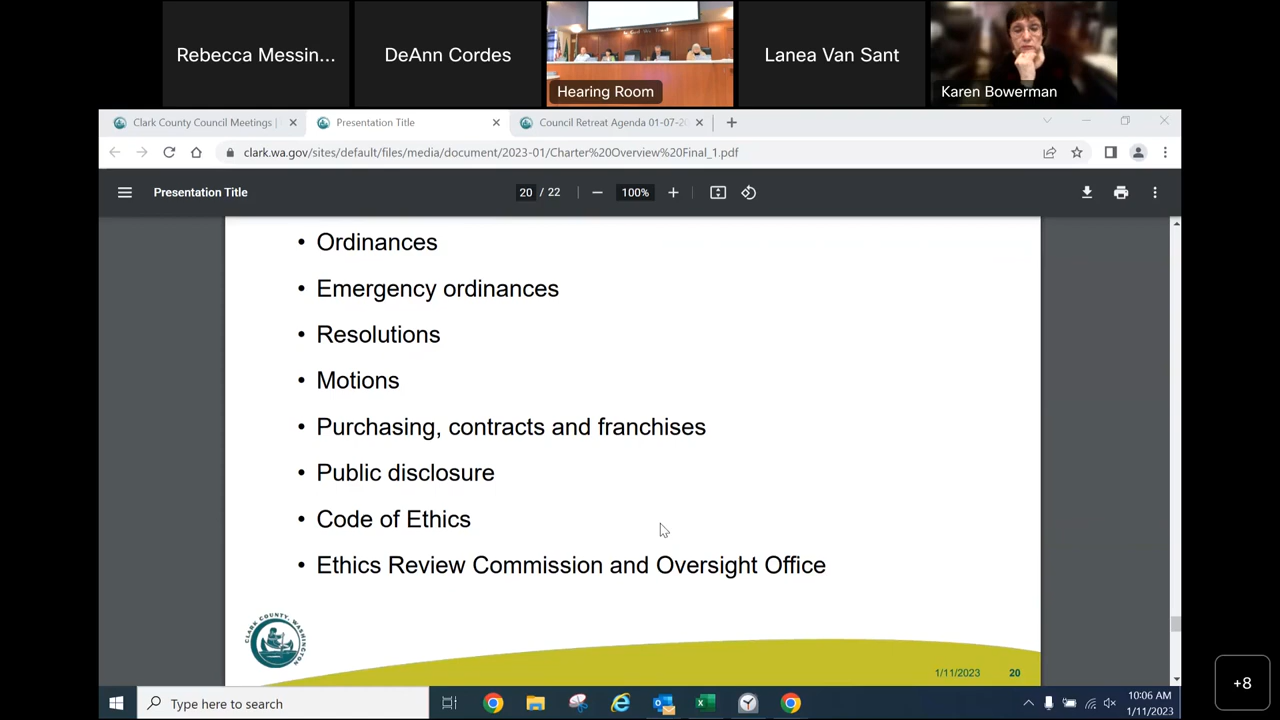 Rebecca Messin...
DeAnn Cordes
Hearing Room
Lanea Van Sant
Karen Bowerman
Clark County Council Meetings |
Presentation Title
Council Retreat Agenda 01-07-20
clark.wa.gov/sites/default/files/media/document/2023-01/Charter%20Overview%20Final_1.pdf
Presentation Title
20 / 22
100%
• Ordinances
• Emergency ordinances
• Resolutions
• Motions
• Purchasing, contracts and franchises
• Public disclosure
• Code of Ethics
• Ethics Review Commission and Oversight Office
CLARK COUNTY, WASHINGTON
1/11/2023 20
+8
Type here to search
10:06 AM
1/11/2023